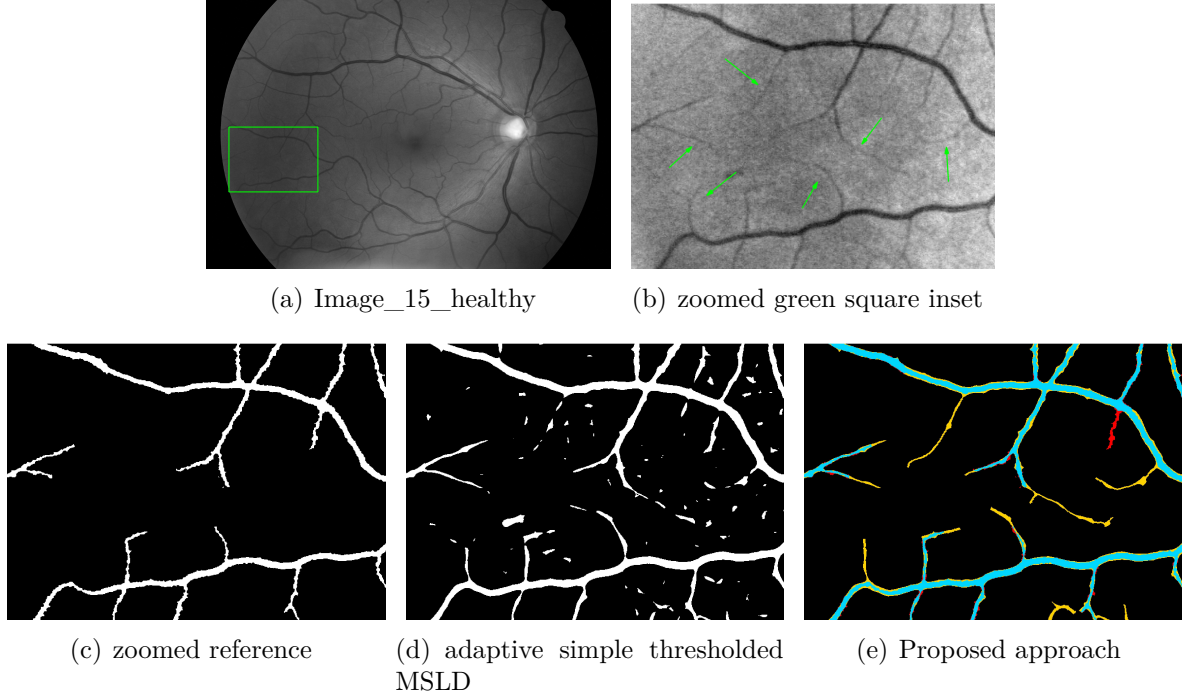 (a) Image_15_healthy
(b) zoomed green square inset
(c) zoomed reference
(d) adaptive simple thresholded
MSLD
(e) Proposed approach